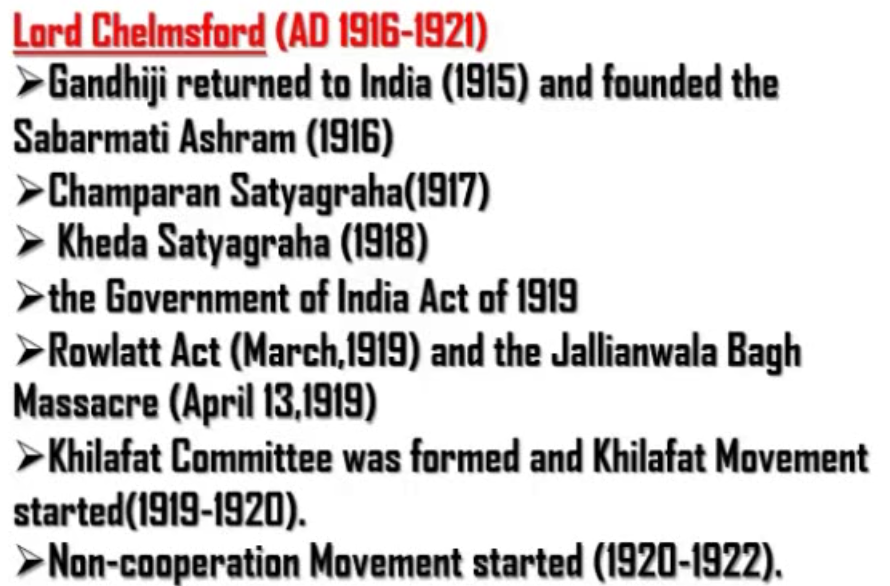 Lord Chelmsford (AD 1916-1921)
➢Gandhiji returned to India (1915) and founded the
Sabarmati Ashram (1916)
➢Champaran Satyagraha(1917)
➢ Kheda Satyagraha (1918)
➢the Government of India Act of 1919
➢Rowlatt Act (March,1919) and the Jallianwala Bagh
Massacre (April 13,1919)
➢Khilafat Committee was formed and Khilafat Movement
started(1919-1920).
➢Non-cooperation Movement started (1920-1922).